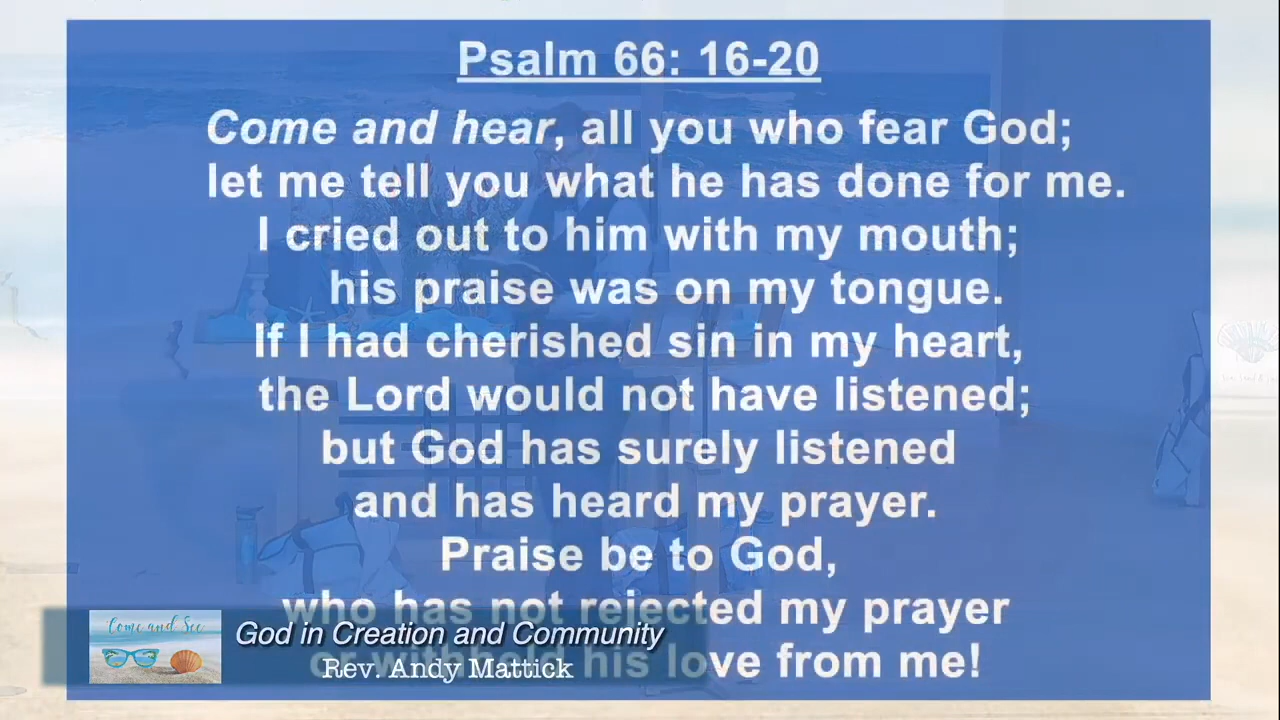 Psalm 66: 16-20
Come and hear, all you who fear God;
let me tell you what he has done for me.
I cried out to him with my mouth;
his praise was on my tongue.
If I had cherished sin in my heart,
the Lord would not have listened;
but God has surely listened
and has heard my prayer.
Praise be to God,
who has not rejected my prayer
or withheld his love from me!
Come and See
God in Creation and Community
Rev. Andy Mattick